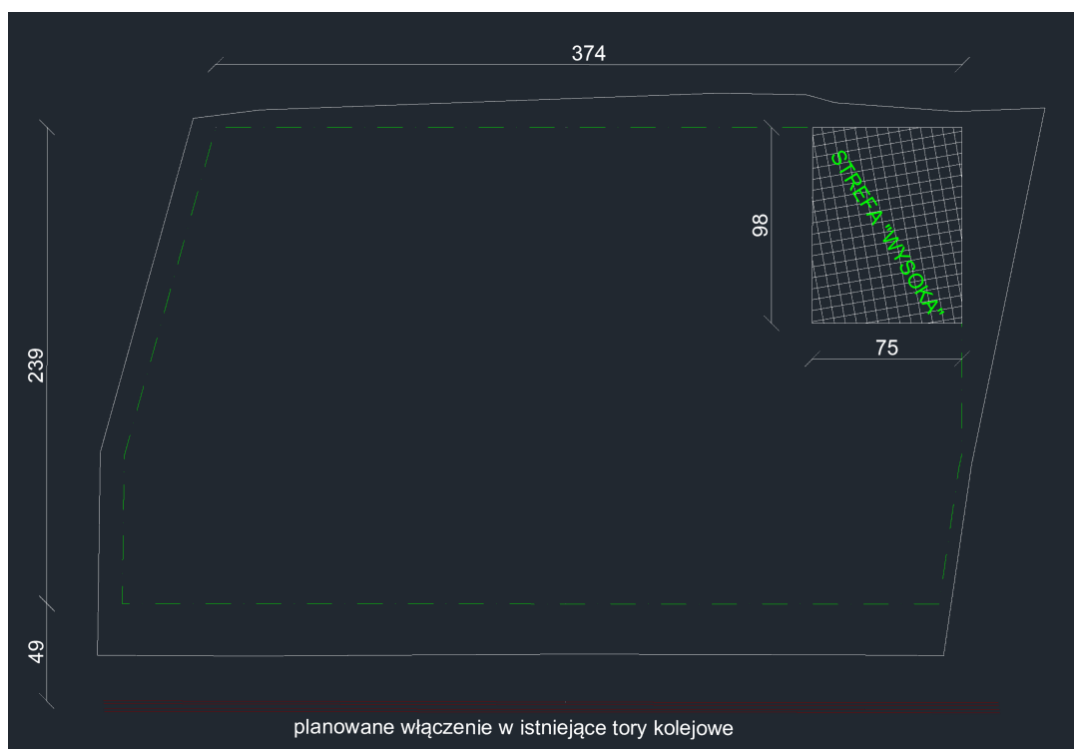 374
STREFA "WYSOKA"
98
75
239
49
planowane włączenie w istniejące tory kolejowe